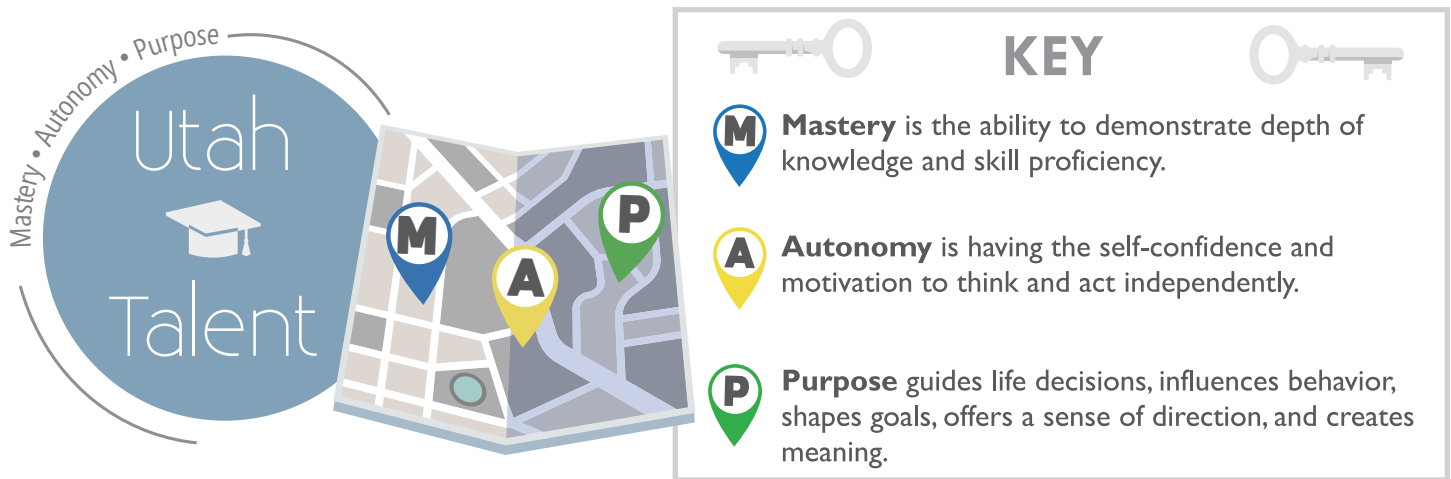 Mastery • Autonomy • Purpose
Utah
Talent
M
A
P
KEY
M
Mastery is the ability to demonstrate depth of
knowledge and skill proficiency.
A
Autonomy is having the self-confidence and
motivation to think and act independently.
P
Purpose guides life decisions, influences behavior,
shapes goals, offers a sense of direction, and creates
meaning.